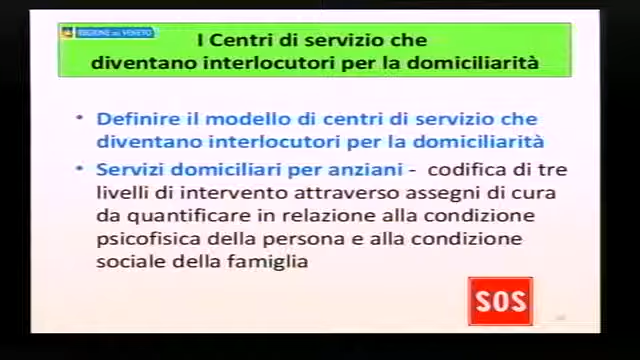 REGIONE DEL VENETO
I Centri di servizio che
diventano interlocutori per la domiciliarità
• Definire il modello di centri di servizio che
diventano interlocutori per la domiciliarità
• Servizi domiciliari per anziani - codifica di tre
livelli di intervento attraverso assegni di cura
da quantificare in relazione alla condizione
psicofisica della persona e alla condizione
sociale della famiglia
SOS